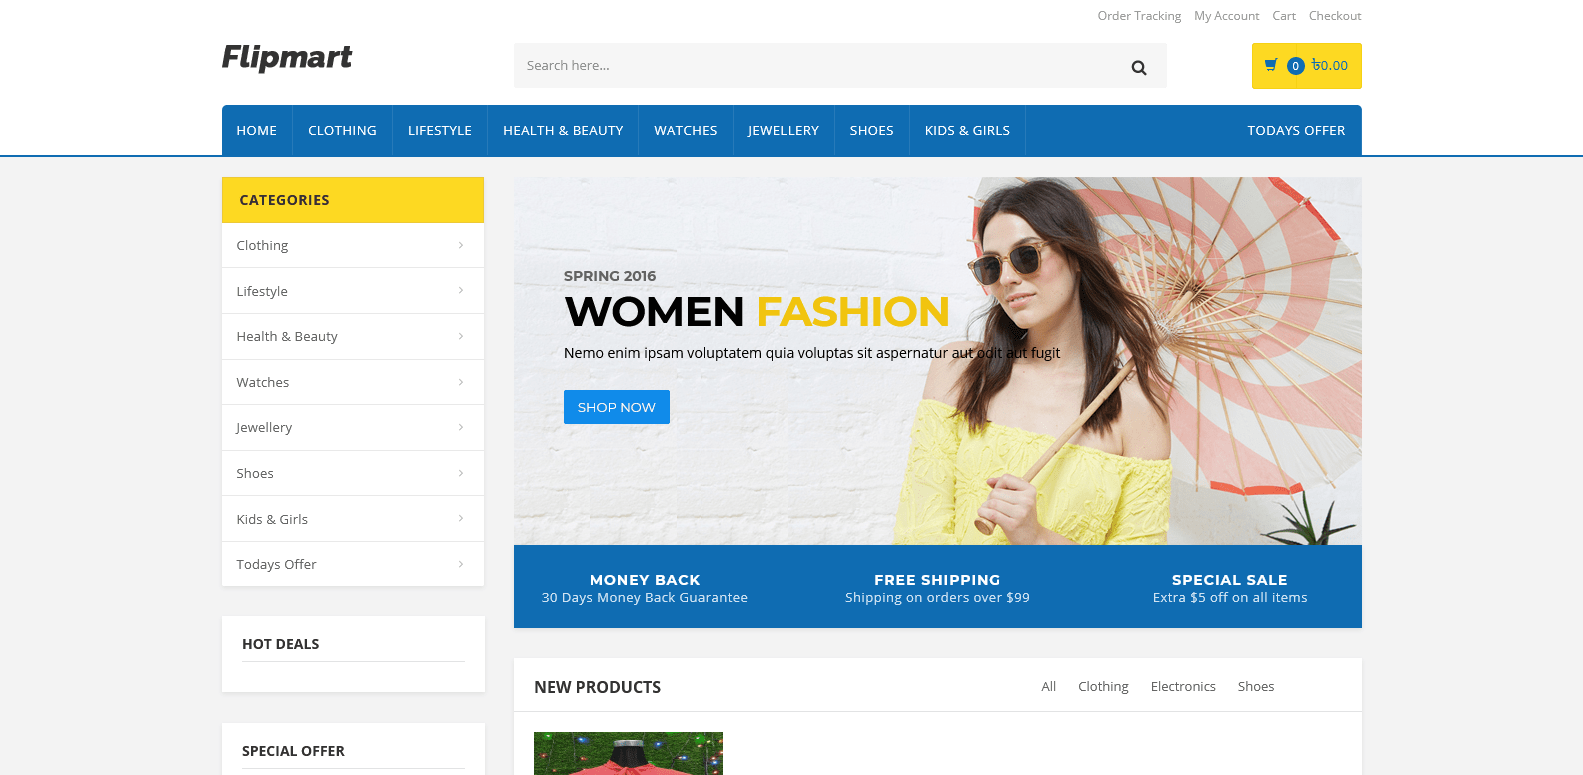 Order Tracking My Account Cart Checkout
Flipmart
Search here...
0 ৳0.00
HOME CLOTHING LIFESTYLE HEALTH & BEAUTY WATCHES JEWELLERY SHOES KIDS & GIRLS TODAYS OFFER
CATEGORIES
Clothing
Lifestyle
Health & Beauty
Watches
Jewellery
Shoes
Kids & Girls
Todays Offer
HOT DEALS
SPECIAL OFFER
SPRING 2016
WOMEN FASHION
Nemo enim ipsam voluptatem quia voluptas sit aspernatur aut odit aut fugit
SHOP NOW
MONEY BACK
30 Days Money Back Guarantee
FREE SHIPPING
Shipping on orders over $99
SPECIAL SALE
Extra $5 off on all items
NEW PRODUCTS
All Clothing Electronics Shoes